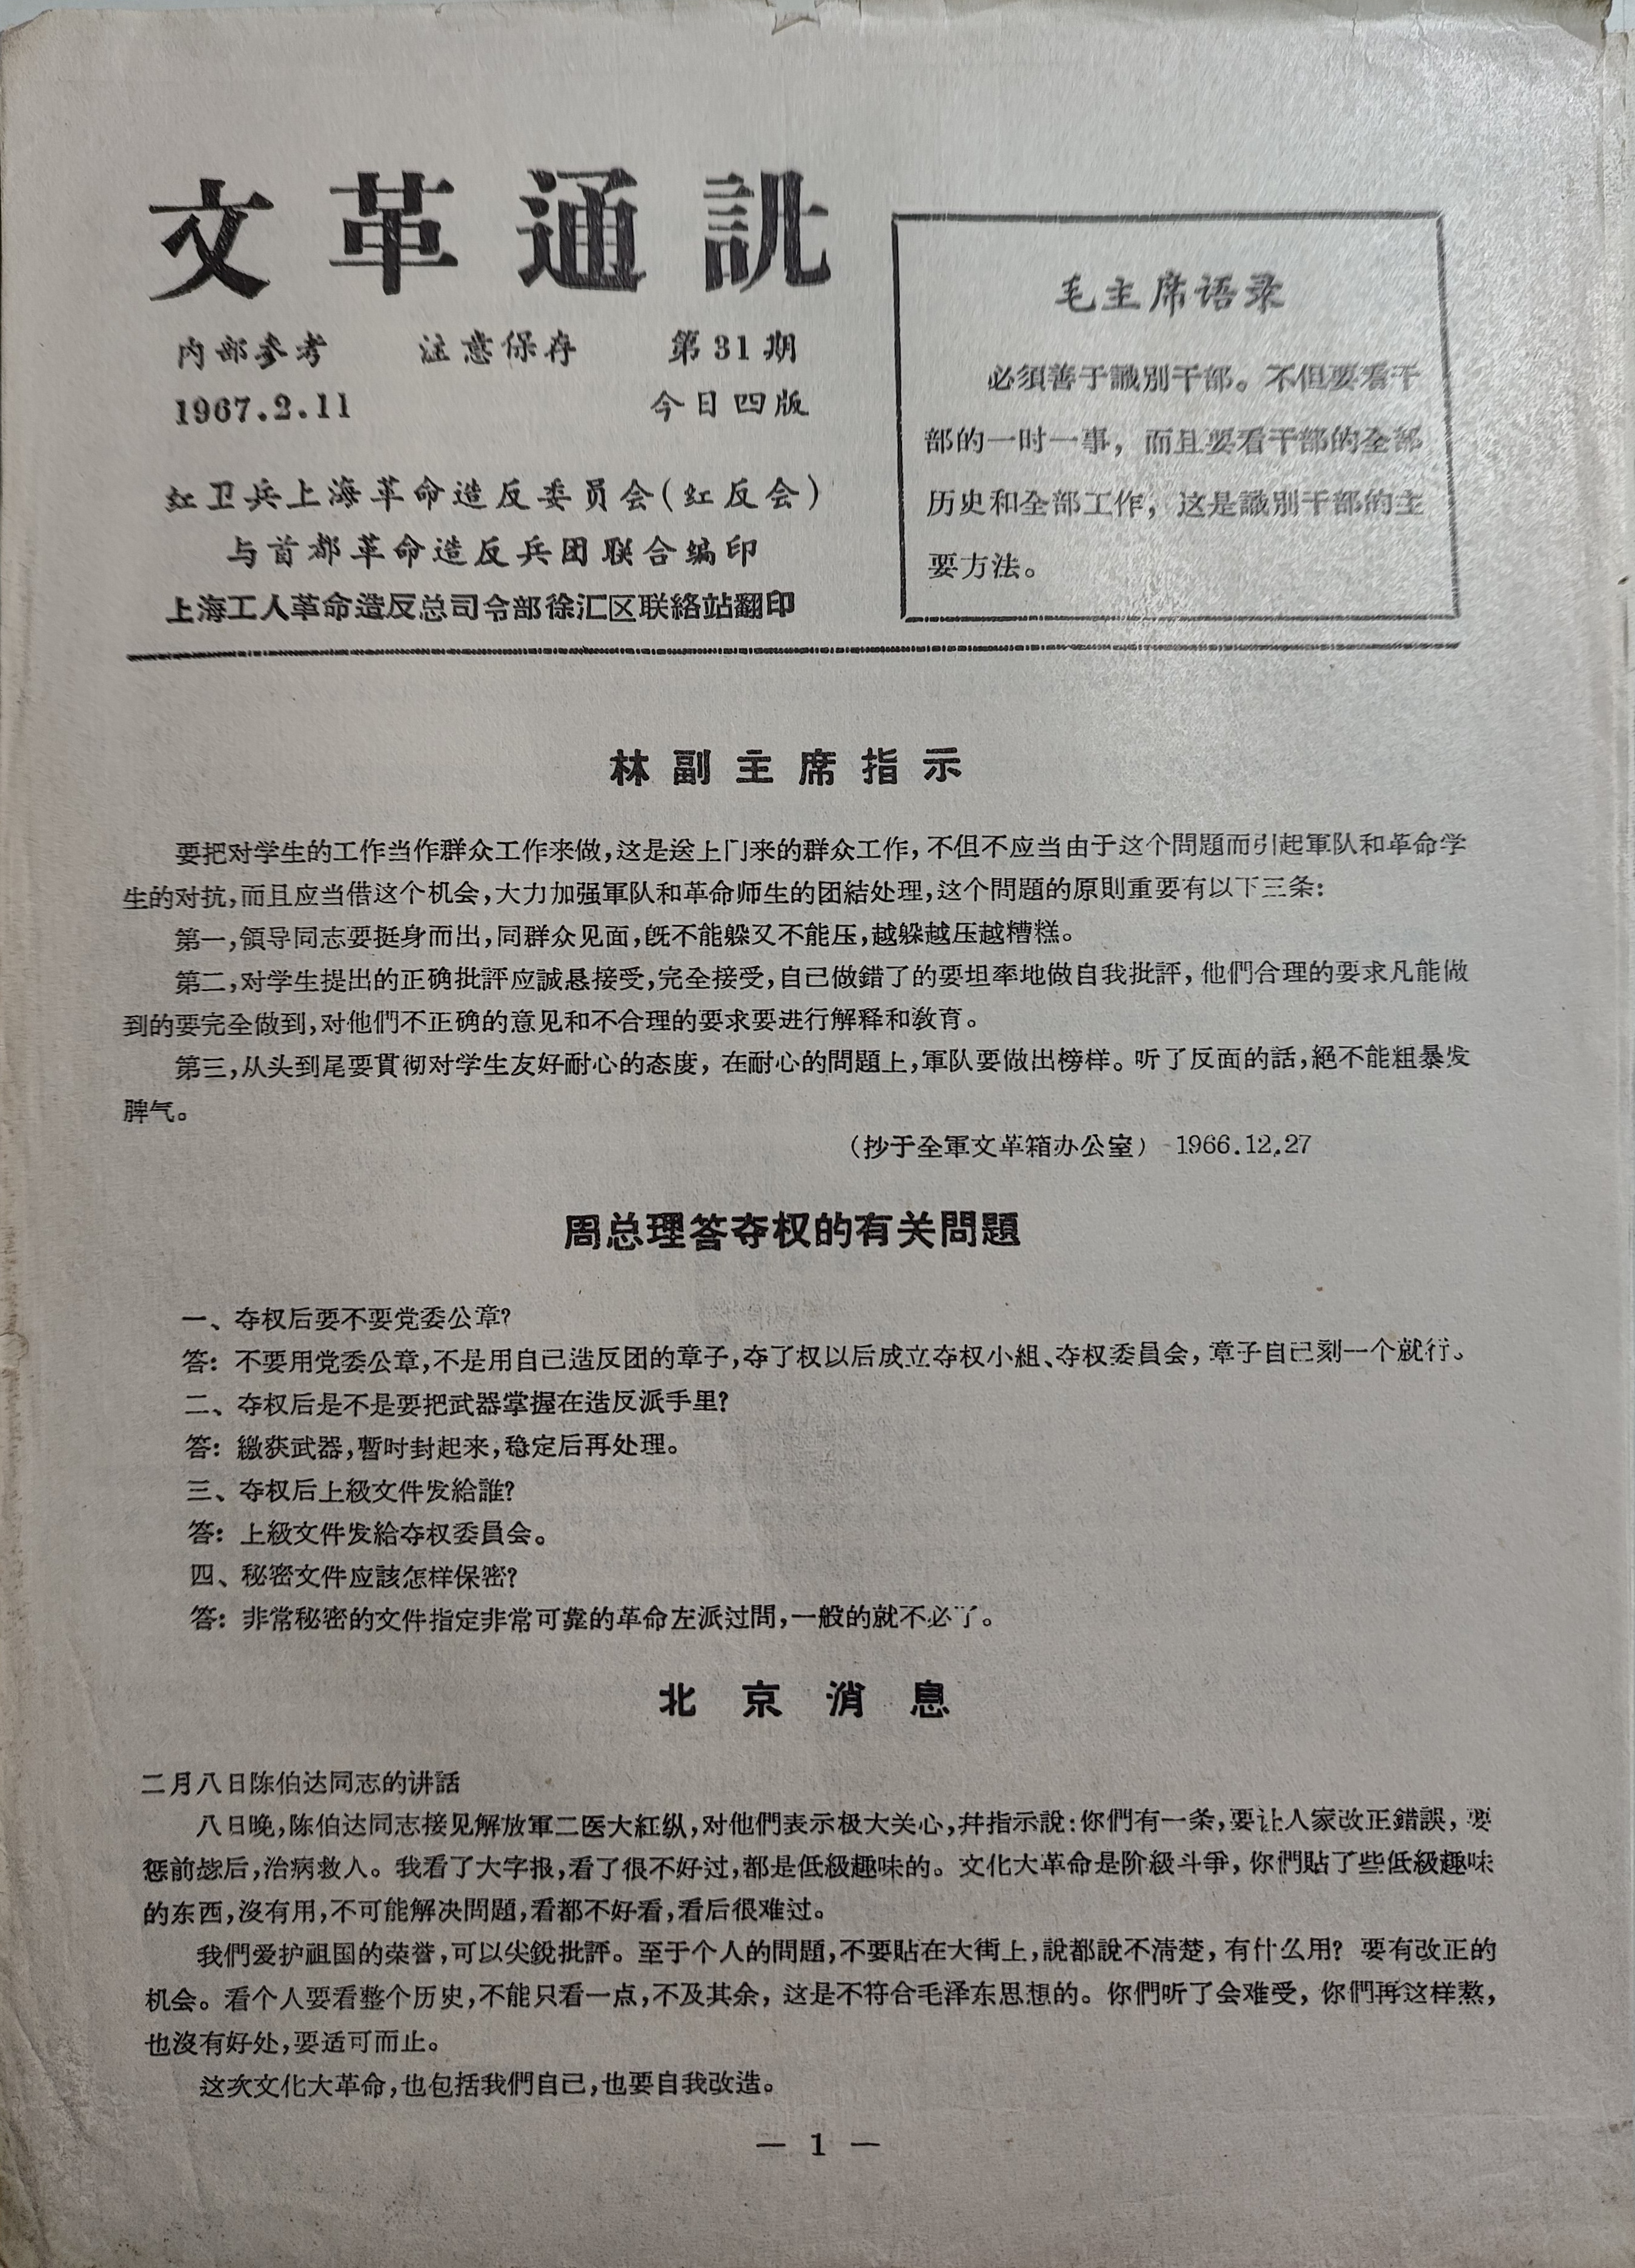 文革通訊
内部参考 注意保存 第31期
1967.2.11 今日四版
红卫兵上海革命造反委员会(红反会)
与首都革命造反兵团联合编印
上海工人革命造反总司令部徐汇区联絡站翻印
毛主席语录
必須善于識別干部。不但要看干
部的一时一事，而且要看干部的全部
历史和全部工作，这是識別干部的主
要方法。
林副主席指示
要把对学生的工作当作群众工作来做，这是送上门来的群众工作，不但不应当由于这个問題而引起軍队和革命学
生的对抗，而且应当借这个机会，大力加强軍队和革命师生的团結处理，这个問題的原則重要有以下三条：
第一，領导同志要挺身而出，同群众见面，旣不能躲又不能压，越躲越压越糟糕。
第二，对学生提出的正确批評应誠恳接受，完全接受，自己做錯了的要坦率地做自我批評，他們合理的要求凡能做
到的要完全做到，对他們不正确的意见和不合理的要求要进行解释和敎育。
第三，从头到尾要貫彻对学生友好耐心的态度，在耐心的問題上，軍队要做出榜样。听了反面的話，絕不能粗暴发
脾气。
（抄于全軍文革箱办公室） 1966.12.27
周总理答夺权的有关問題
一、夺权后要不要党委公章？
答：不要用党委公章，不是用自己造反团的章子，夺了权以后成立夺权小組、夺权委員会，章子自己刻一个就行。
二、夺权后是不是要把武器掌握在造反派手里？
答：繳获武器，暫时封起来，稳定后再处理。
三、夺权后上級文件发給誰？
答：上級文件发給夺权委員会。
四、秘密文件应該怎样保密？
答：非常秘密的文件指定非常可靠的革命左派过問，一般的就不必了。
北京消息
二月八日陈伯达同志的讲話
八日晚，陈伯达同志接见解放軍二医大紅纵，对他們表示极大关心，幷指示說：你們有一条，要让人家改正錯誤，要
惩前毖后，治病救人。我看了大字报，看了很不好过，都是低級趣味的。文化大革命是阶級斗爭，你們貼了些低級趣味
的东西，沒有用，不可能解决問題，看都不好看，看后很难过。
我們爱护祖国的荣誉，可以尖銳批評。至于个人的問題，不要貼在大街上，說都說不清楚，有什么用？要有改正的
机会。看个人要看整个历史，不能只看一点，不及其余，这是不符合毛泽东思想的。你們听了会难受，你們再这样熬，
也沒有好处，要适可而止。
这次文化大革命，也包括我們自己，也要自我改造。
— 1 —